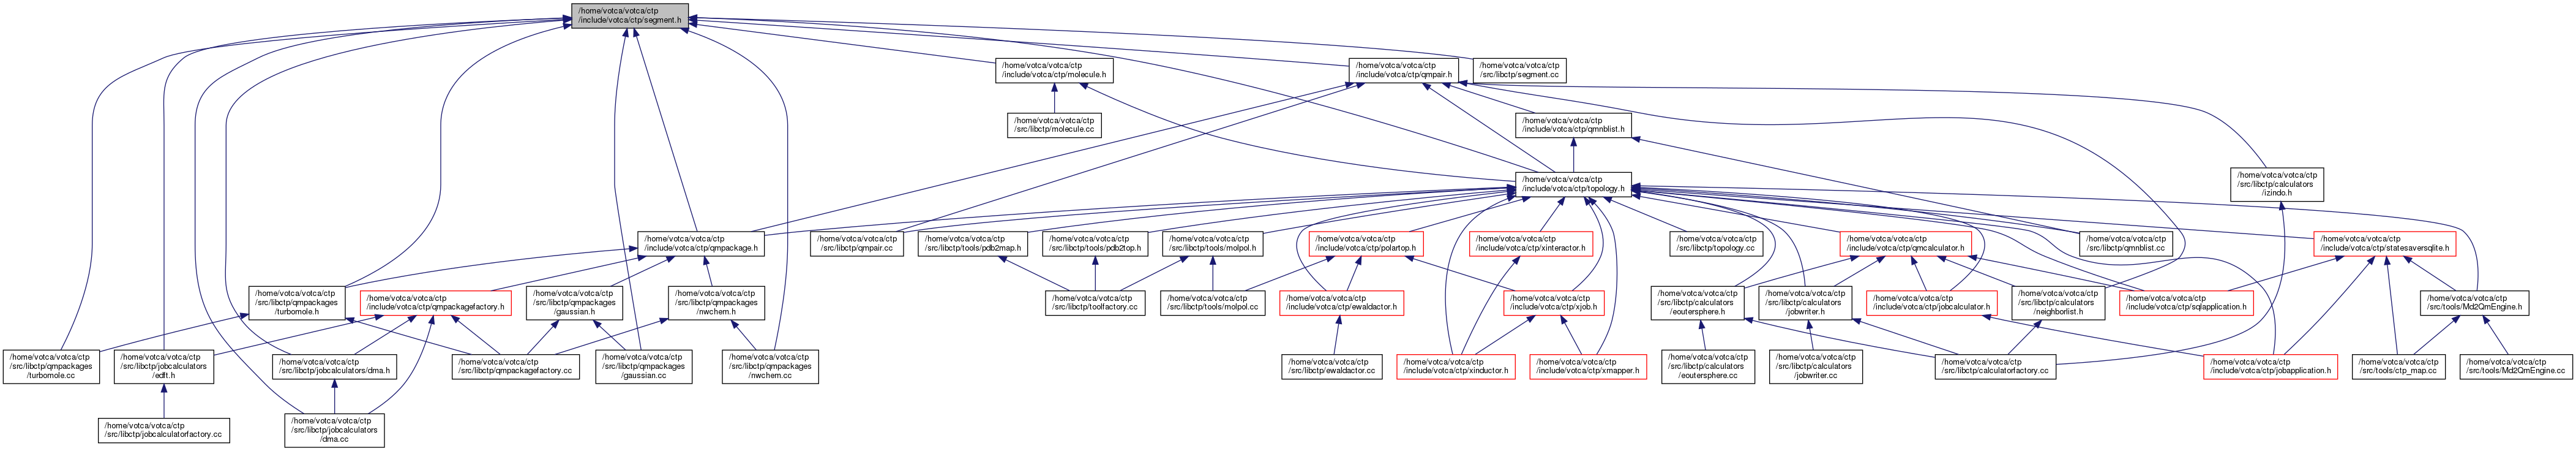 /home/votca/votca/ctp
/include/votca/ctp/segment.h
/home/votca/votca/ctp
/include/votca/ctp/molecule.h
/home/votca/votca/ctp
/include/votca/ctp/qmpair.h
/home/votca/votca/ctp
/src/libctp/segment.cc
/home/votca/votca/ctp
/src/libctp/molecule.cc
/home/votca/votca/ctp
/include/votca/ctp/qmnblist.h
/home/votca/votca/ctp
/include/votca/ctp/topology.h
/home/votca/votca/ctp
/src/libctp/calculators
/izindo.h
/home/votca/votca/ctp
/include/votca/ctp/qmpackage.h
/home/votca/votca/ctp
/src/libctp/qmpair.cc
/home/votca/votca/ctp
/src/libctp/tools/pdb2map.h
/home/votca/votca/ctp
/src/libctp/tools/pdb2top.h
/home/votca/votca/ctp
/src/libctp/tools/molpol.h
/home/votca/votca/ctp
/include/votca/ctp/polartop.h
/home/votca/votca/ctp
/include/votca/ctp/xinteractor.h
/home/votca/votca/ctp
/src/libctp/topology.cc
/home/votca/votca/ctp
/include/votca/ctp/qmcalculator.h
/home/votca/votca/ctp
/src/libctp/qmnblist.cc
/home/votca/votca/ctp
/include/votca/ctp/statesaversqlite.h
/home/votca/votca/ctp
/src/libctp/qmpackages
/turbomole.h
/home/votca/votca/ctp
/include/votca/ctp/qmpackagefactory.h
/home/votca/votca/ctp
/src/libctp/qmpackages
/gaussian.h
/home/votca/votca/ctp
/src/libctp/qmpackages
/nwchem.h
/home/votca/votca/ctp
/src/libctp/toolfactory.cc
/home/votca/votca/ctp
/src/libctp/tools/molpol.cc
/home/votca/votca/ctp
/include/votca/ctp/ewaldactor.h
/home/votca/votca/ctp
/include/votca/ctp/xjob.h
/home/votca/votca/ctp
/src/libctp/calculators
/eoutersphere.h
/home/votca/votca/ctp
/src/libctp/calculators
/jobwriter.h
/home/votca/votca/ctp
/include/votca/ctp/jobcalculator.h
/home/votca/votca/ctp
/src/libctp/calculators
/neighborlist.h
/home/votca/votca/ctp
/include/votca/ctp/sqlapplication.h
/home/votca/votca/ctp
/src/tools/Md2QmEngine.h
/home/votca/votca/ctp
/src/libctp/qmpackages
/turbomole.cc
/home/votca/votca/ctp
/src/libctp/jobcalculators
/edft.h
/home/votca/votca/ctp
/src/libctp/jobcalculators/dma.h
/home/votca/votca/ctp
/src/libctp/qmpackagefactory.cc
/home/votca/votca/ctp
/src/libctp/qmpackages
/gaussian.cc
/home/votca/votca/ctp
/src/libctp/qmpackages
/nwchem.cc
/home/votca/votca/ctp
/src/libctp/ewaldactor.cc
/home/votca/votca/ctp
/include/votca/ctp/xinductor.h
/home/votca/votca/ctp
/include/votca/ctp/xmapper.h
/home/votca/votca/ctp
/src/libctp/calculators
/eoutersphere.cc
/home/votca/votca/ctp
/src/libctp/calculators
/jobwriter.cc
/home/votca/votca/ctp
/src/libctp/calculatorfactory.cc
/home/votca/votca/ctp
/include/votca/ctp/jobapplication.h
/home/votca/votca/ctp
/src/tools/ctp_map.cc
/home/votca/votca/ctp
/src/tools/Md2QmEngine.cc
/home/votca/votca/ctp
/src/libctp/jobcalculatorfactory.cc
/home/votca/votca/ctp
/src/libctp/jobcalculators
/dma.cc